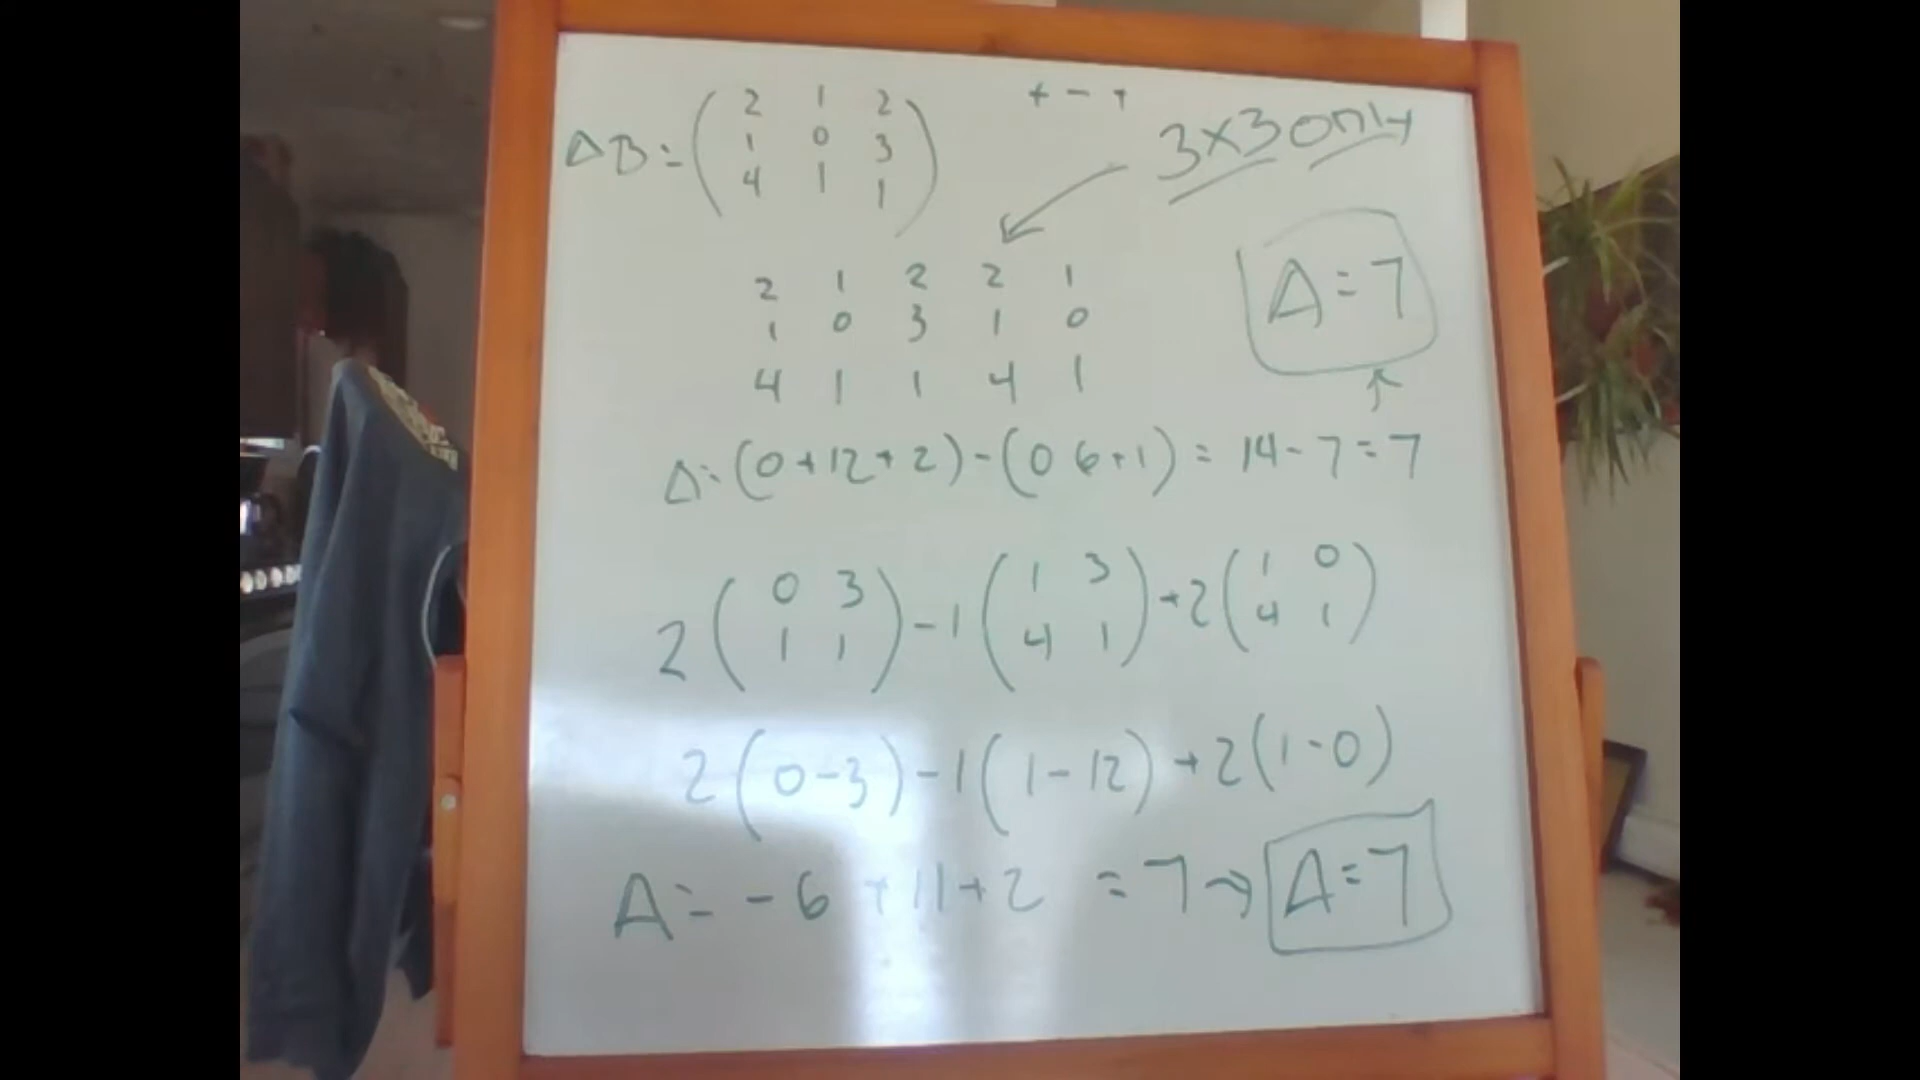 + - +
3x3 only
ΔB = ( 2 1 2
1 0 3
4 1 1 )
2 1 2 2 1
1 0 3 1 0
4 1 1 4 1
Δ = 7
Δ = (0 + 12 + 2) - (0 6 + 1) = 14 - 7 = 7
2 ( 0 3 ) - 1 ( 1 3 ) + 2 ( 1 0 )
1 1 4 1 4 1
2 (0 - 3) - 1 (1 - 12) + 2 (1 - 0)
Δ = - 6 + 11 + 2 = 7 → Δ = 7